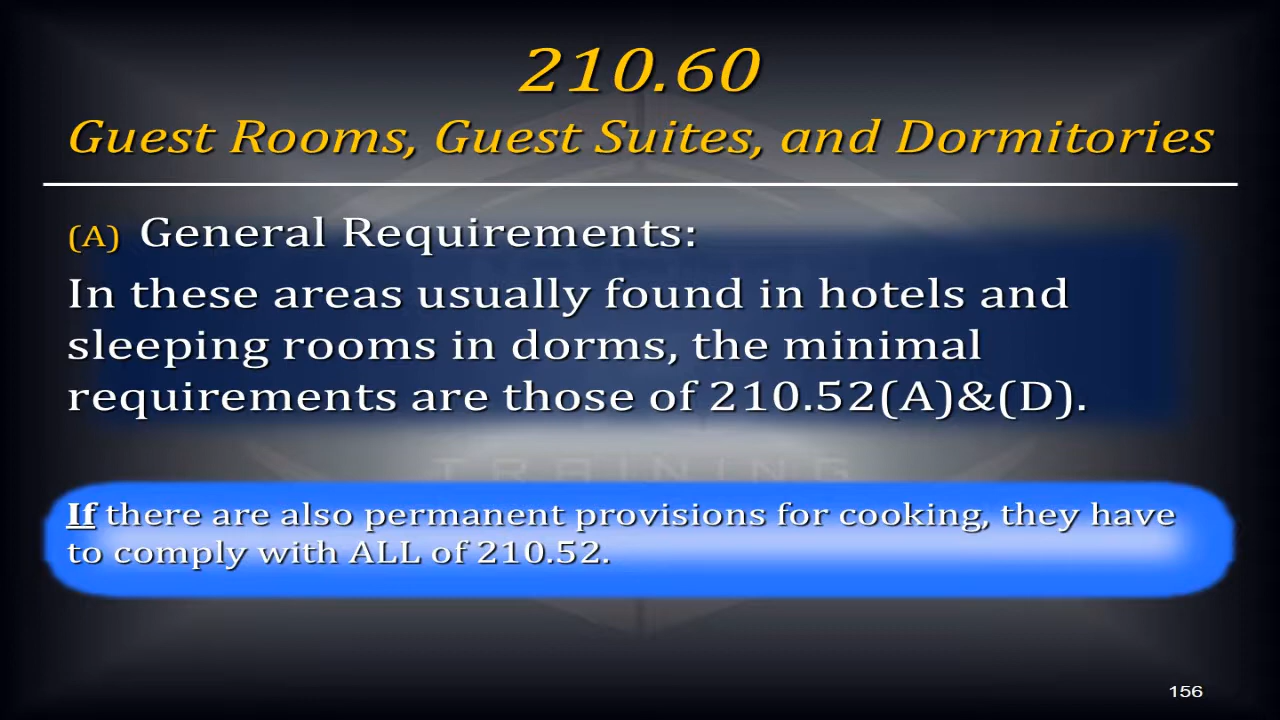 210.60
Guest Rooms, Guest Suites, and Dormitories
(A) General Requirements:
In these areas usually found in hotels and
sleeping rooms in dorms, the minimal
requirements are those of 210.52(A)&(D).
TRAINING
If there are also permanent provisions for cooking, they have
to comply with ALL of 210.52.
156